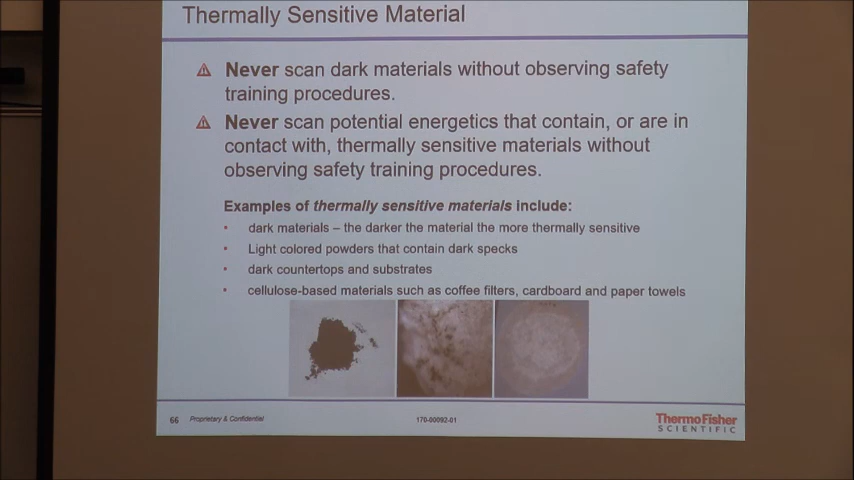 Thermally Sensitive Material
Never scan dark materials without observing safety
training procedures.
Never scan potential energetics that contain, or are in
contact with, thermally sensitive materials without
observing safety training procedures.
Examples of thermally sensitive materials include:
• dark materials – the darker the material the more thermally sensitive
• Light colored powders that contain dark specks
• dark countertops and substrates
• cellulose-based materials such as coffee filters, cardboard and paper towels
66 Proprietary & Confidential 170-00092-01 ThermoFisher
SCIENTIFIC